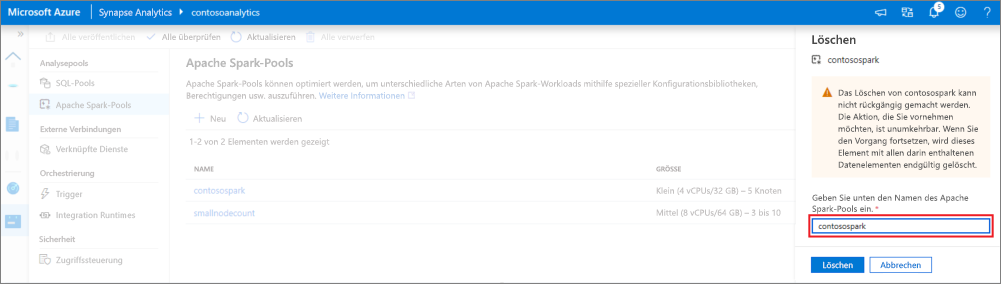 Microsoft Azure Synapse Analytics contosoanalytics 5
Alle veröffentlichen Alle überprüfen Aktualisieren Alle verwerfen
Analysepools
SQL-Pools
Apache Spark-Pools
Externe Verbindungen
Verknüpfte Dienste
Orchestrierung
Trigger
Integration Runtimes
Sicherheit
Zugriffssteuerung
Apache Spark-Pools
Apache Spark-Pools können optimiert werden, um unterschiedliche Arten von Apache Spark-Workloads mithilfe spezieller Konfigurationsbibliotheken,
Berechtigungen usw. auszuführen. Weitere Informationen
Neu Aktualisieren
1-2 von 2 Elementen werden gezeigt
NAME GRÖSSE
contosospark Klein (4 vCPUs/32 GB) – 5 Knoten
smallnodecount Mittel (8 vCPUs/64 GB) – 3 bis 10
Löschen
contosospark
Das Löschen von contosospark kann
nicht rückgängig gemacht werden.
Die Aktion, die Sie vornehmen
möchten, ist unumkehrbar. Wenn Sie
den Vorgang fortsetzen, wird dieses
Element mit allen darin enthaltenen
Datenelementen endgültig gelöscht.
Geben Sie unten den Namen des Apache
Spark-Pools ein. *
contosospark
Löschen Abbrechen